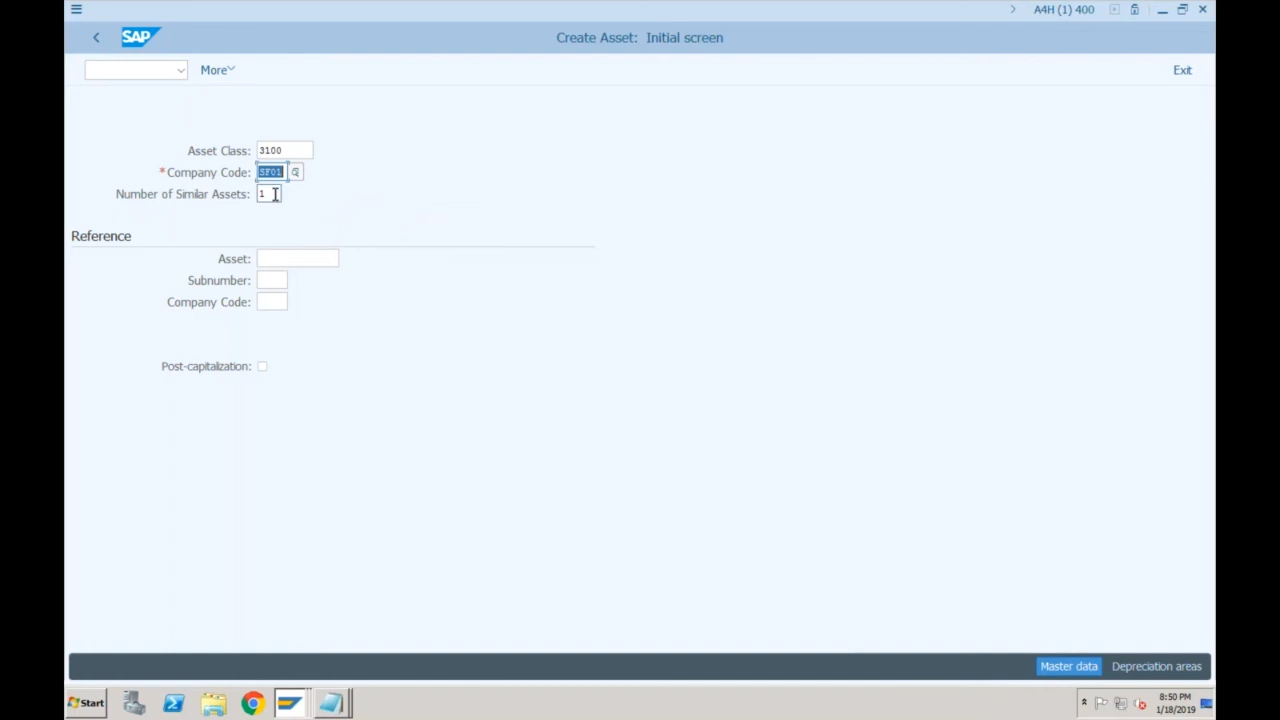 A4H (1) 400
SAP
Create Asset: Initial screen
More
Exit
Asset Class: 3100
*Company Code: SF01
Number of Similar Assets: 1
Reference
Asset:
Subnumber:
Company Code:
Post-capitalization:
Master data Depreciation areas
Start
8:50 PM
1/18/2019